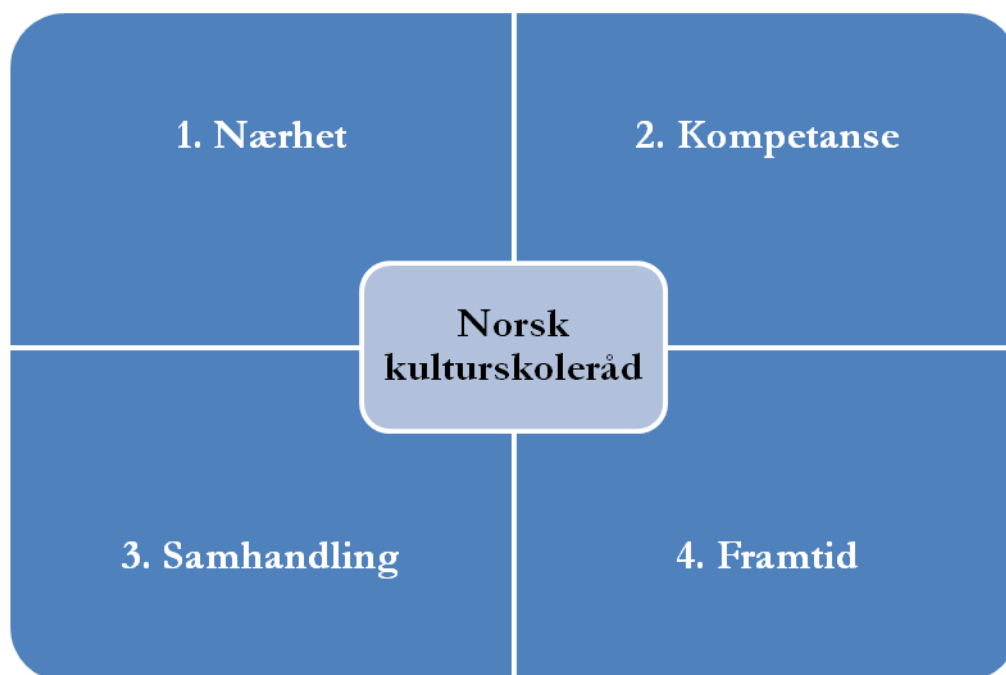 1. Nærhet
2. Kompetanse
Norsk
kulturskoleråd
3. Samhandling
4. Framtid